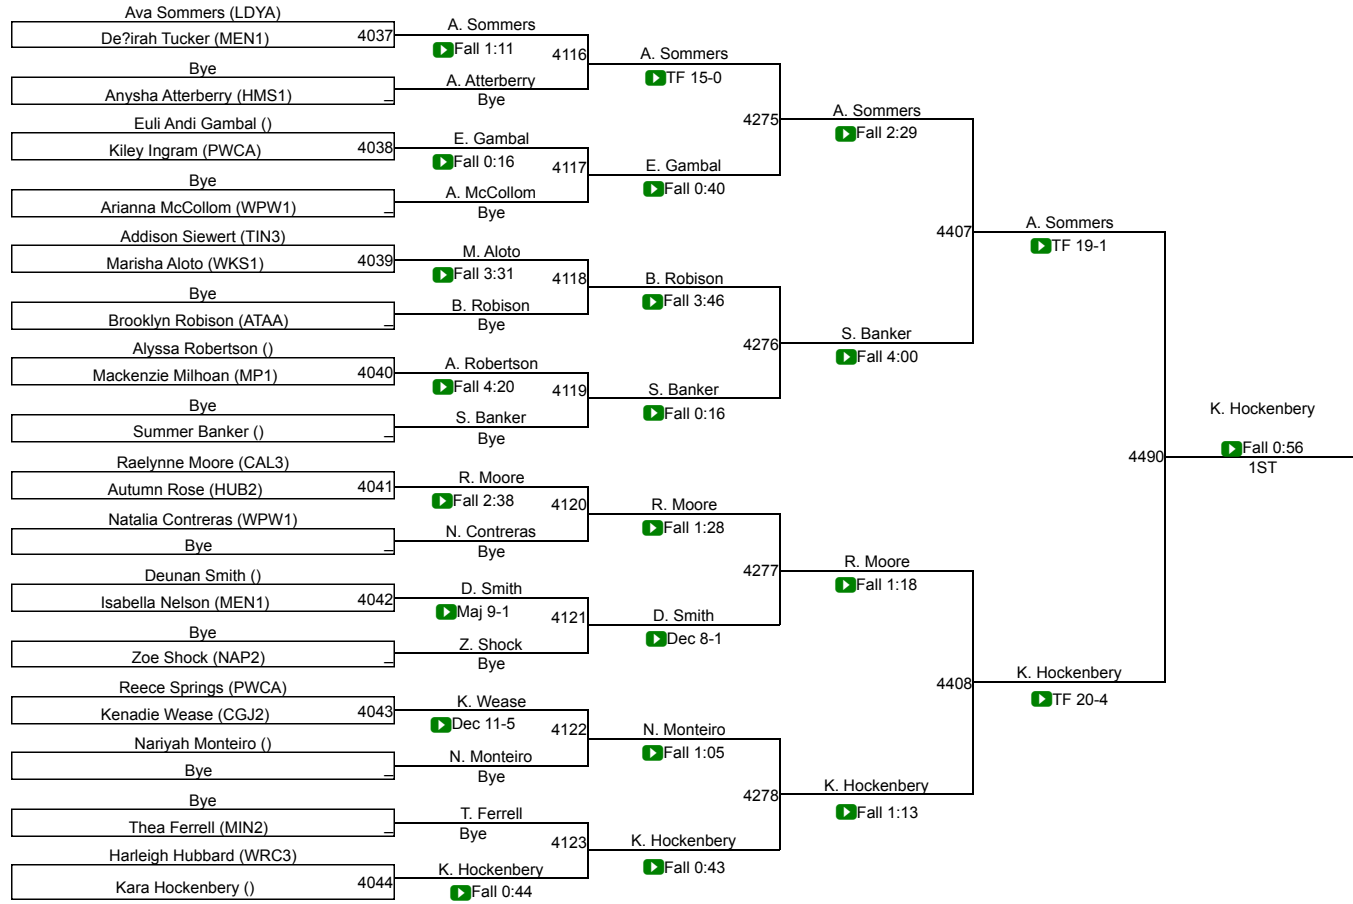 Ava Sommers (LDYA)
De?irah Tucker (MEN1) 4037
Bye
Anysha Atterberry (HMS1) _
Euli Andi Gambal ()
Kiley Ingram (PWCA) 4038
Bye
Arianna McCollom (WPW1) _
Addison Siewert (TIN3)
Marisha Aloto (WKS1) 4039
Bye
Brooklyn Robison (ATAA) _
Alyssa Robertson ()
Mackenzie Milhoan (MP1) 4040
Bye
Summer Banker () _
Raelynne Moore (CAL3)
Autumn Rose (HUB2) 4041
Natalia Contreras (WPW1)
Bye _
Deunan Smith ()
Isabella Nelson (MEN1) 4042
Bye
Zoe Shock (NAP2) _
Reece Springs (PWCA)
Kenadie Wease (CGJ2) 4043
Nariyah Monteiro ()
Bye _
Bye
Thea Ferrell (MIN2) _
Harleigh Hubbard (WRC3)
Kara Hockenbery () 4044
A. Sommers
Fall 1:11
4116
A. Atterberry
Bye
E. Gambal
Fall 0:16
4117
A. McCollom
Bye
M. Aloto
Fall 3:31
4118
B. Robison
Bye
A. Robertson
Fall 4:20
4119
S. Banker
Bye
R. Moore
Fall 2:38
4120
N. Contreras
Bye
D. Smith
Maj 9-1
4121
Z. Shock
Bye
K. Wease
Dec 11-5
4122
N. Monteiro
Bye
T. Ferrell
Bye
4123
K. Hockenbery
Fall 0:44
A. Sommers
TF 15-0
4275
E. Gambal
Fall 0:40
B. Robison
Fall 3:46
4276
S. Banker
Fall 0:16
R. Moore
Fall 1:28
4277
D. Smith
Dec 8-1
N. Monteiro
Fall 1:05
4278
K. Hockenbery
Fall 0:43
A. Sommers
Fall 2:29
4407
S. Banker
Fall 4:00
R. Moore
Fall 1:18
4408
K. Hockenbery
Fall 1:13
A. Sommers
TF 19-1
4490
K. Hockenbery
TF 20-4
K. Hockenbery
Fall 0:56
1ST